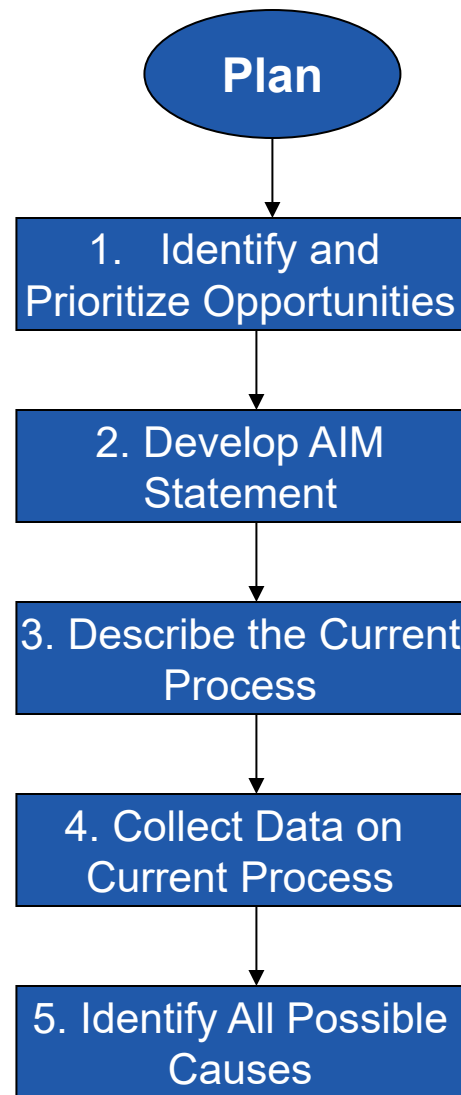 Plan
1. Identify and
Prioritize Opportunities
2. Develop AIM
Statement
3. Describe the Current
Process
4. Collect Data on
Current Process
5. Identify All Possible
Causes